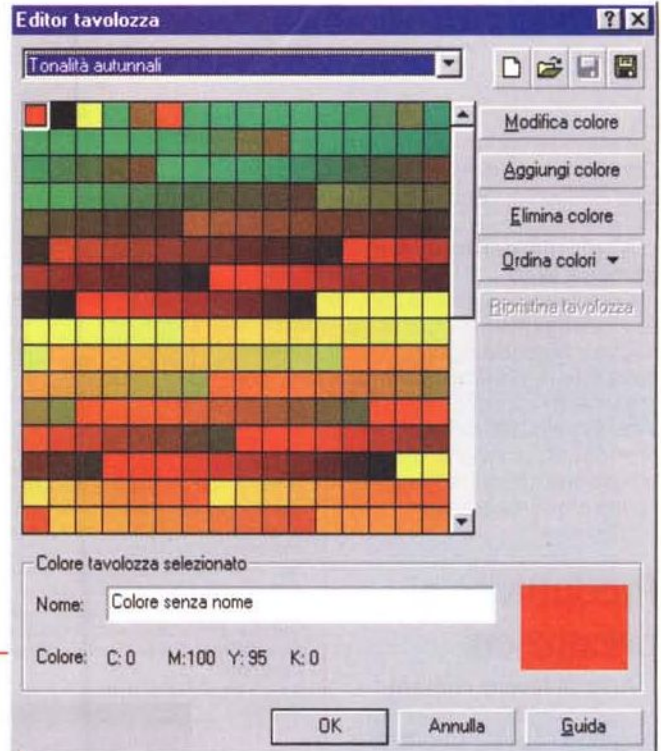 Editor tavolozza
Tonalità autunnali
Modifica colore
Aggiungi colore
Elimina colore
Ordina colori
Ripristina tavolozza
Colore tavolozza selezionato
Nome: Colore senza nome
Colore: C: 0 M:100 Y: 95 K: 0
OK Annulla Guida